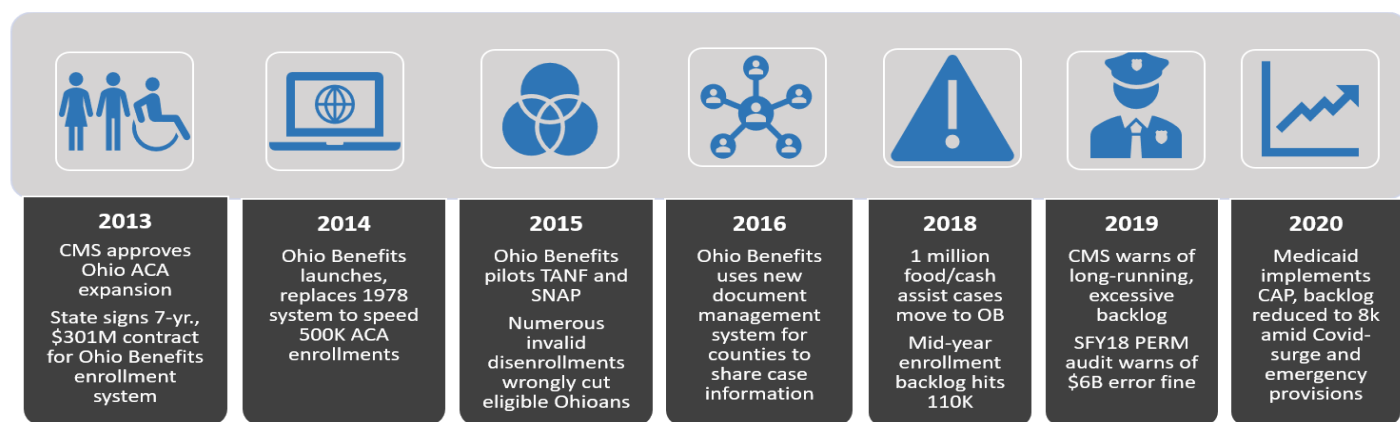 2013
CMS approves
Ohio ACA
expansion
State signs 7-yr.,
$301M contract
for Ohio Benefits
enrollment
system
2014
Ohio Benefits
launches,
replaces 1978
system to speed
500K ACA
enrollments
2015
Ohio Benefits
pilots TANF and
SNAP
Numerous
invalid
disenrollments
wrongly cut
eligible Ohioans
2016
Ohio Benefits
uses new
document
management
system for
counties to
share case
information
2018
1 million
food/cash
assist cases
move to OB
Mid-year
enrollment
backlog hits
110K
2019
CMS warns of
long-running,
excessive
backlog
SFY18 PERM
audit warns of
$6B error fine
2020
Medicaid
implements
CAP, backlog
reduced to 8k
amid Covid-
surge and
emergency
provisions